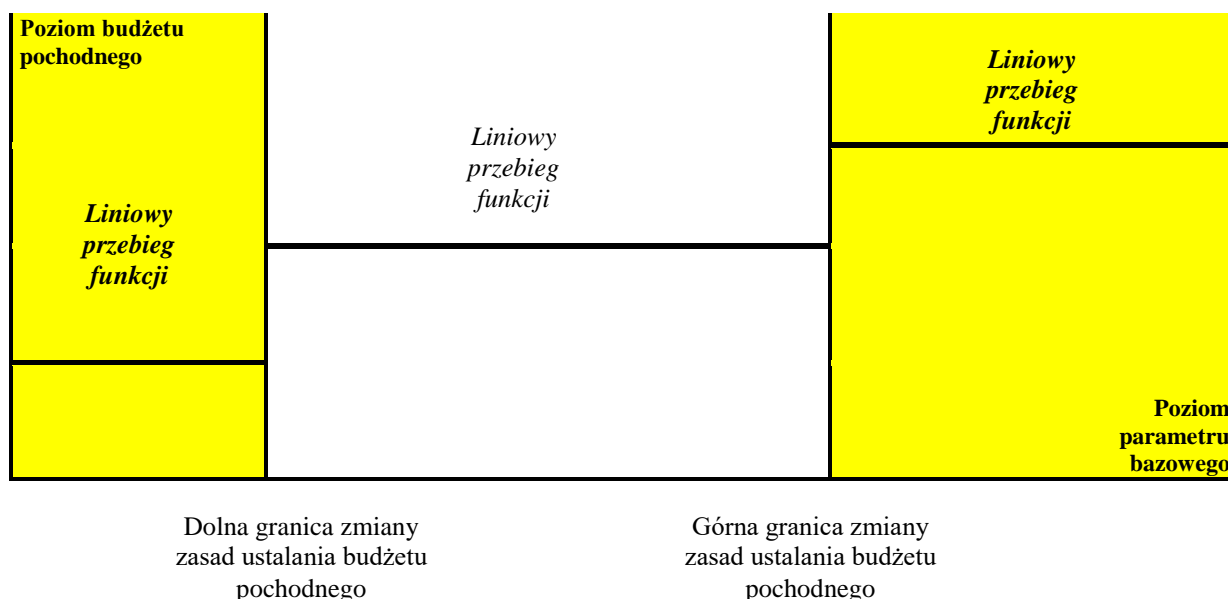 Poziom budżetu
pochodnego
Liniowy
przebieg
funkcji
Liniowy
przebieg
funkcji
Liniowy
przebieg
funkcji
Poziom
parametru
bazowego
Dolna granica zmiany
zasad ustalania budżetu
pochodnego
Górna granica zmiany
zasad ustalania budżetu
pochodnego